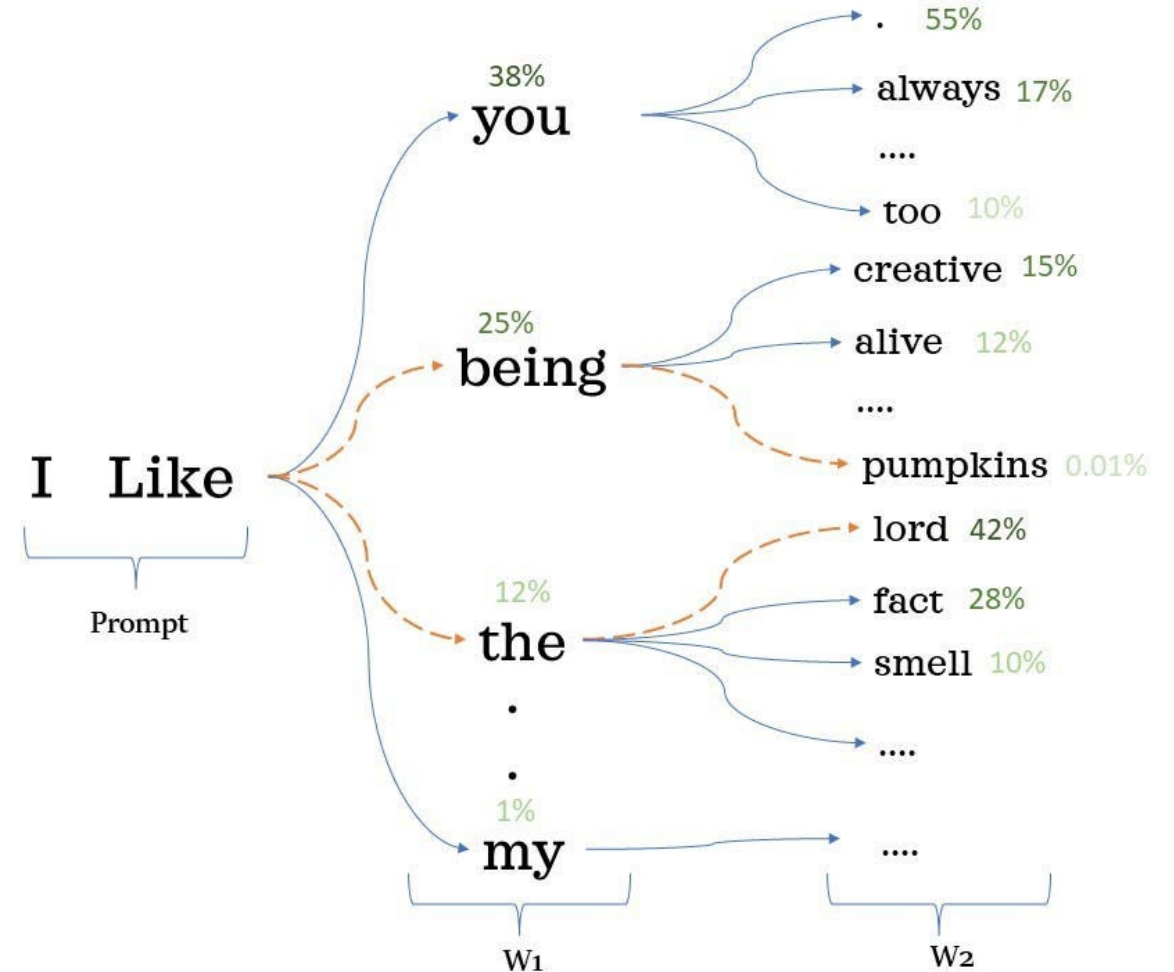 . 55%
38%
you
always 17%
....
too 10%
creative 15%
25%
being
alive 12%
....
I Like
pumpkins 0.01%
lord 42%
12%
fact 28%
Prompt
the
smell 10%
.
....
.
1%
my
....
W1
W2